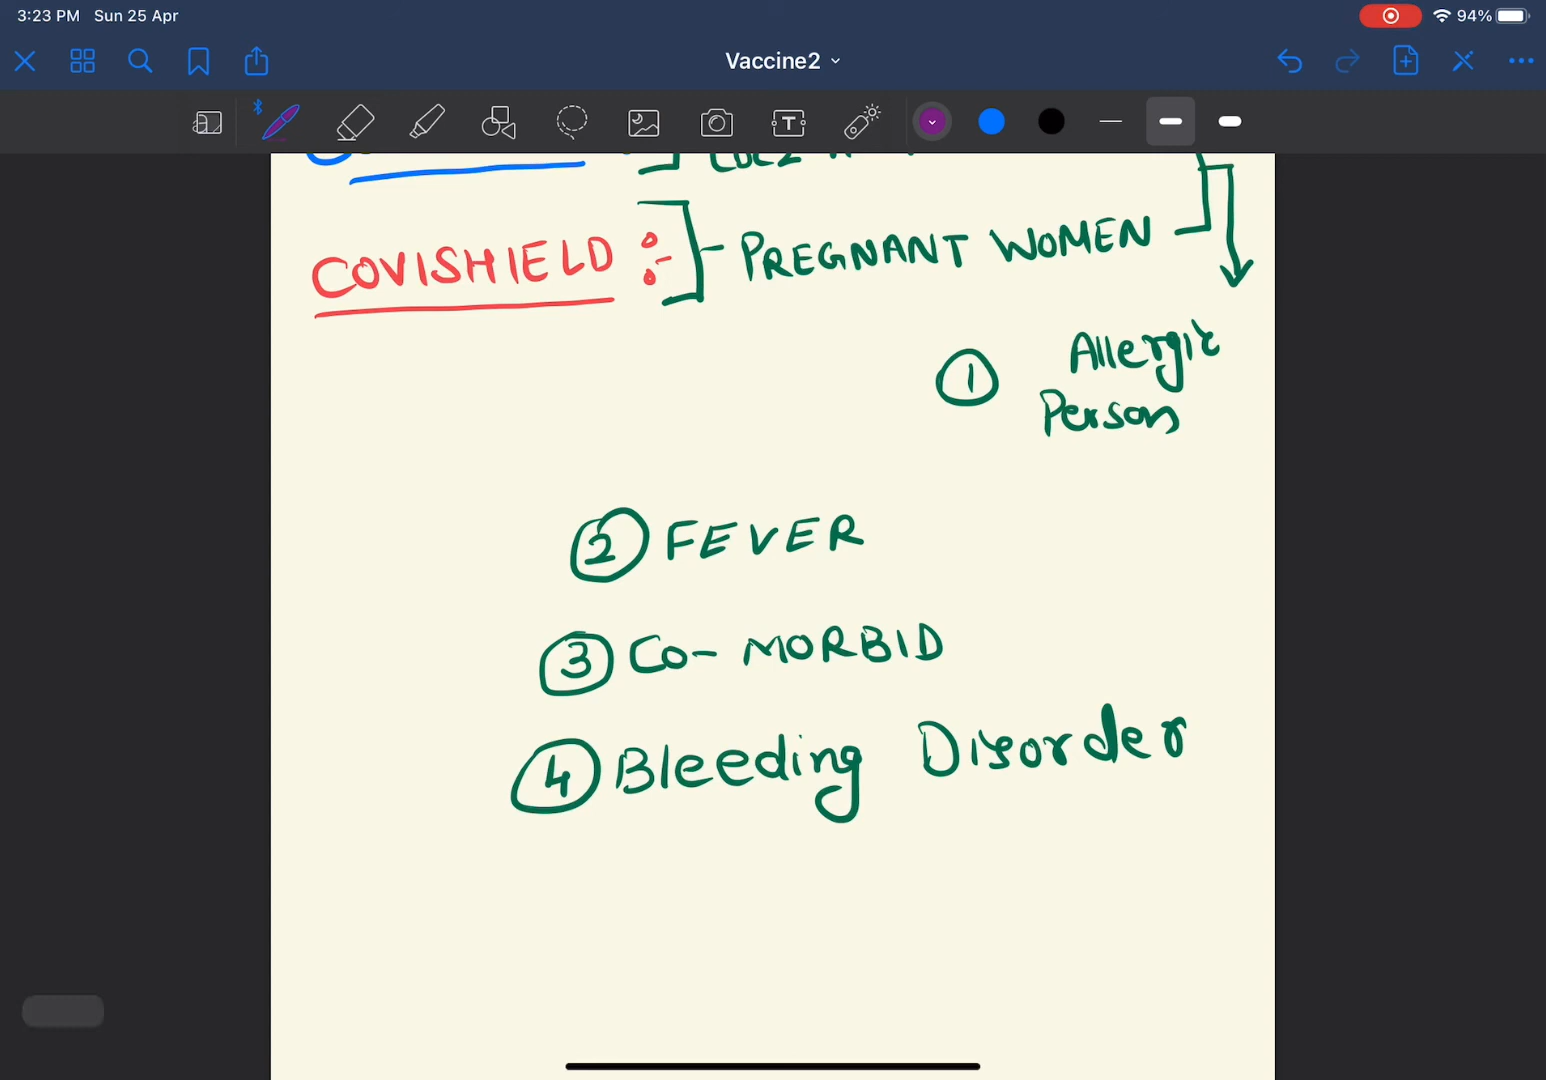 3:23 PM Sun 25 Apr
94%
Vaccine2
T
COVISHIELD :- PREGNANT WOMEN
1 Allergic
Person
2 FEVER
3 CO-MORBID
4 Bleeding Disorder